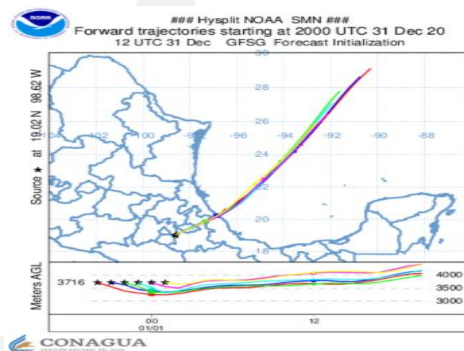 NOAA
### Hysplit NOAA SMN ###
Forward trajectories starting at 2000 UTC 31 Dec 20
12 UTC 31 Dec GFSG Forecast Initialization
Source ★ at 19.02 N 98.62 W
30
28
26
24
22
20
18
-102 -100 -98 -96 -94 -92 -90 -88
Meters AGL
3716
4000
3500
3000
00
12
01/01
CONAGUA